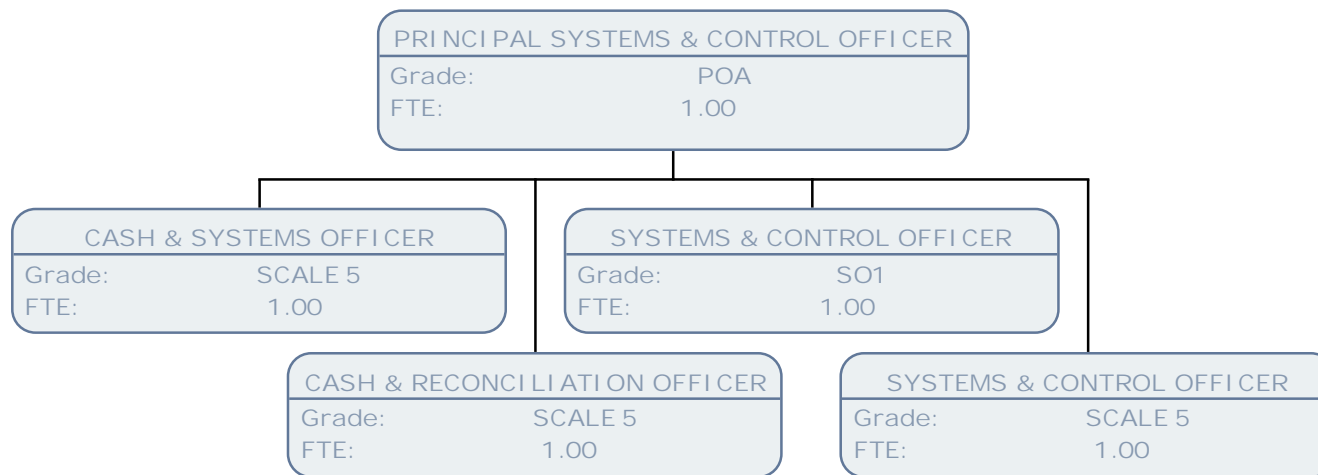 PRINCIPAL SYSTEMS & CONTROL OFFICER
Grade: POA
FTE: 1.00
CASH & SYSTEMS OFFICER
Grade: SCALE 5
FTE: 1.00
SYSTEMS & CONTROL OFFICER
Grade: SO1
FTE: 1.00
CASH & RECONCILIATION OFFICER
Grade: SCALE 5
FTE: 1.00
SYSTEMS & CONTROL OFFICER
Grade: SCALE 5
FTE: 1.00